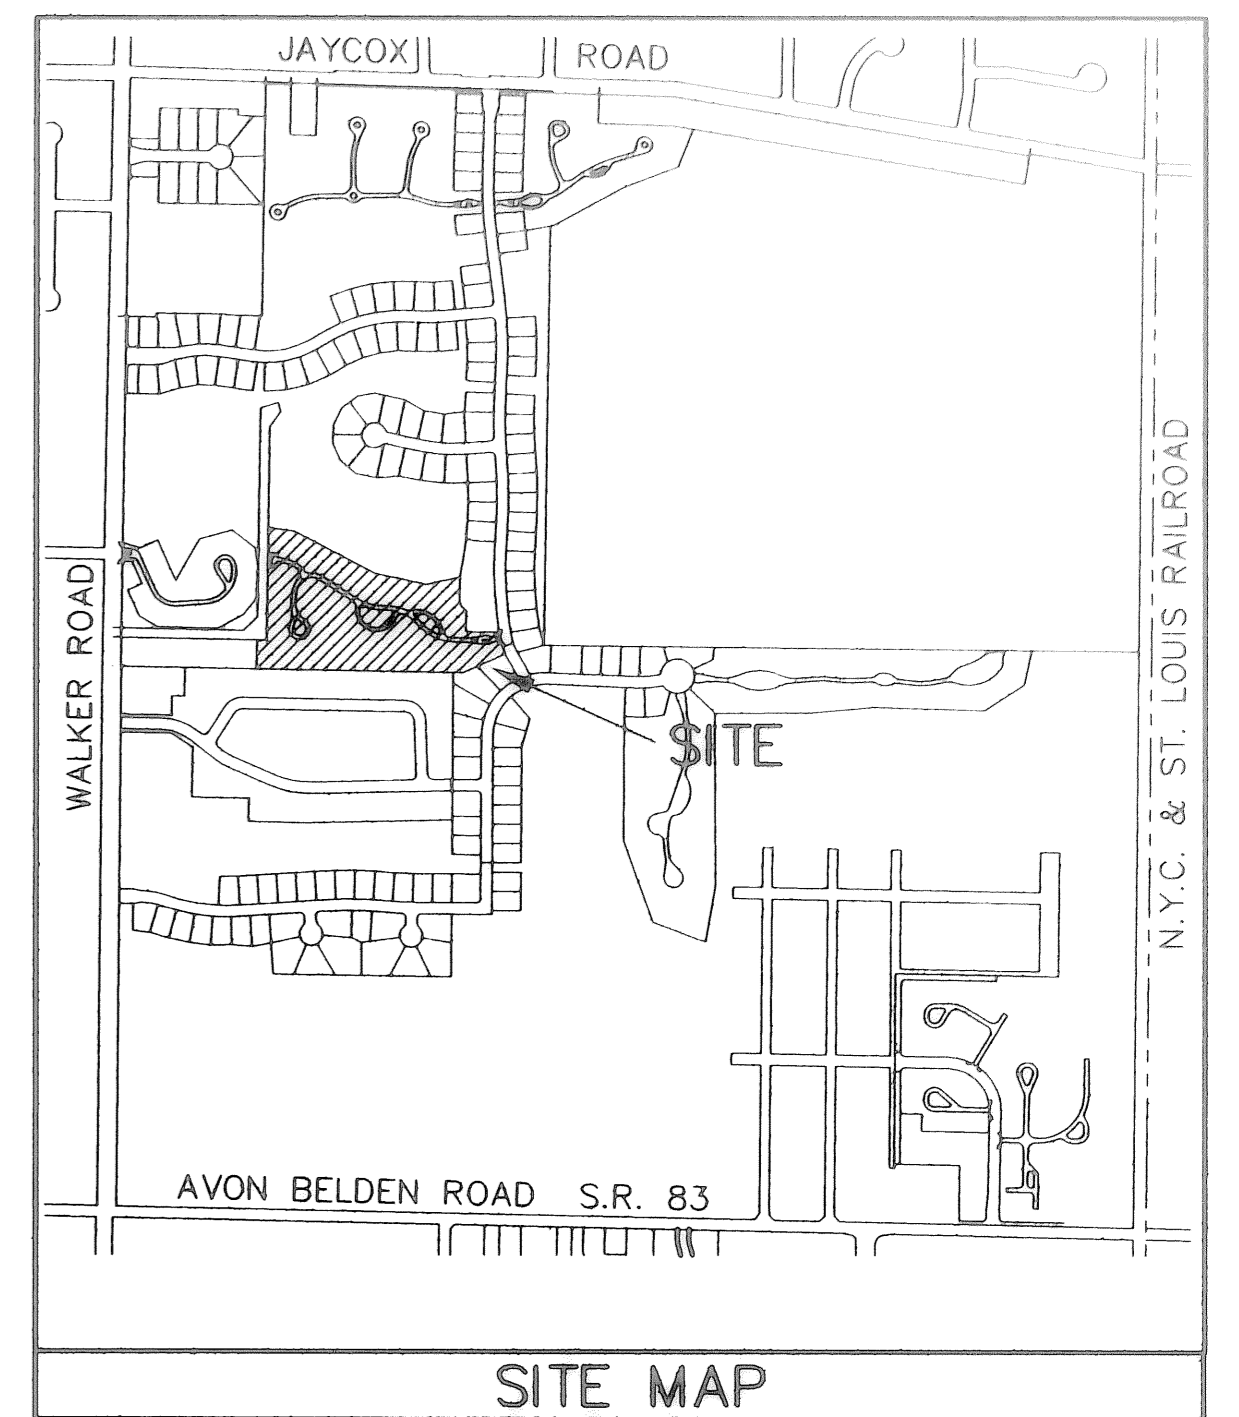 JAYCOX ROAD
WALKER ROAD
N.Y.C. & ST. LOUIS RAILROAD
SITE
AVON BELDEN ROAD S.R. 83
SITE MAP